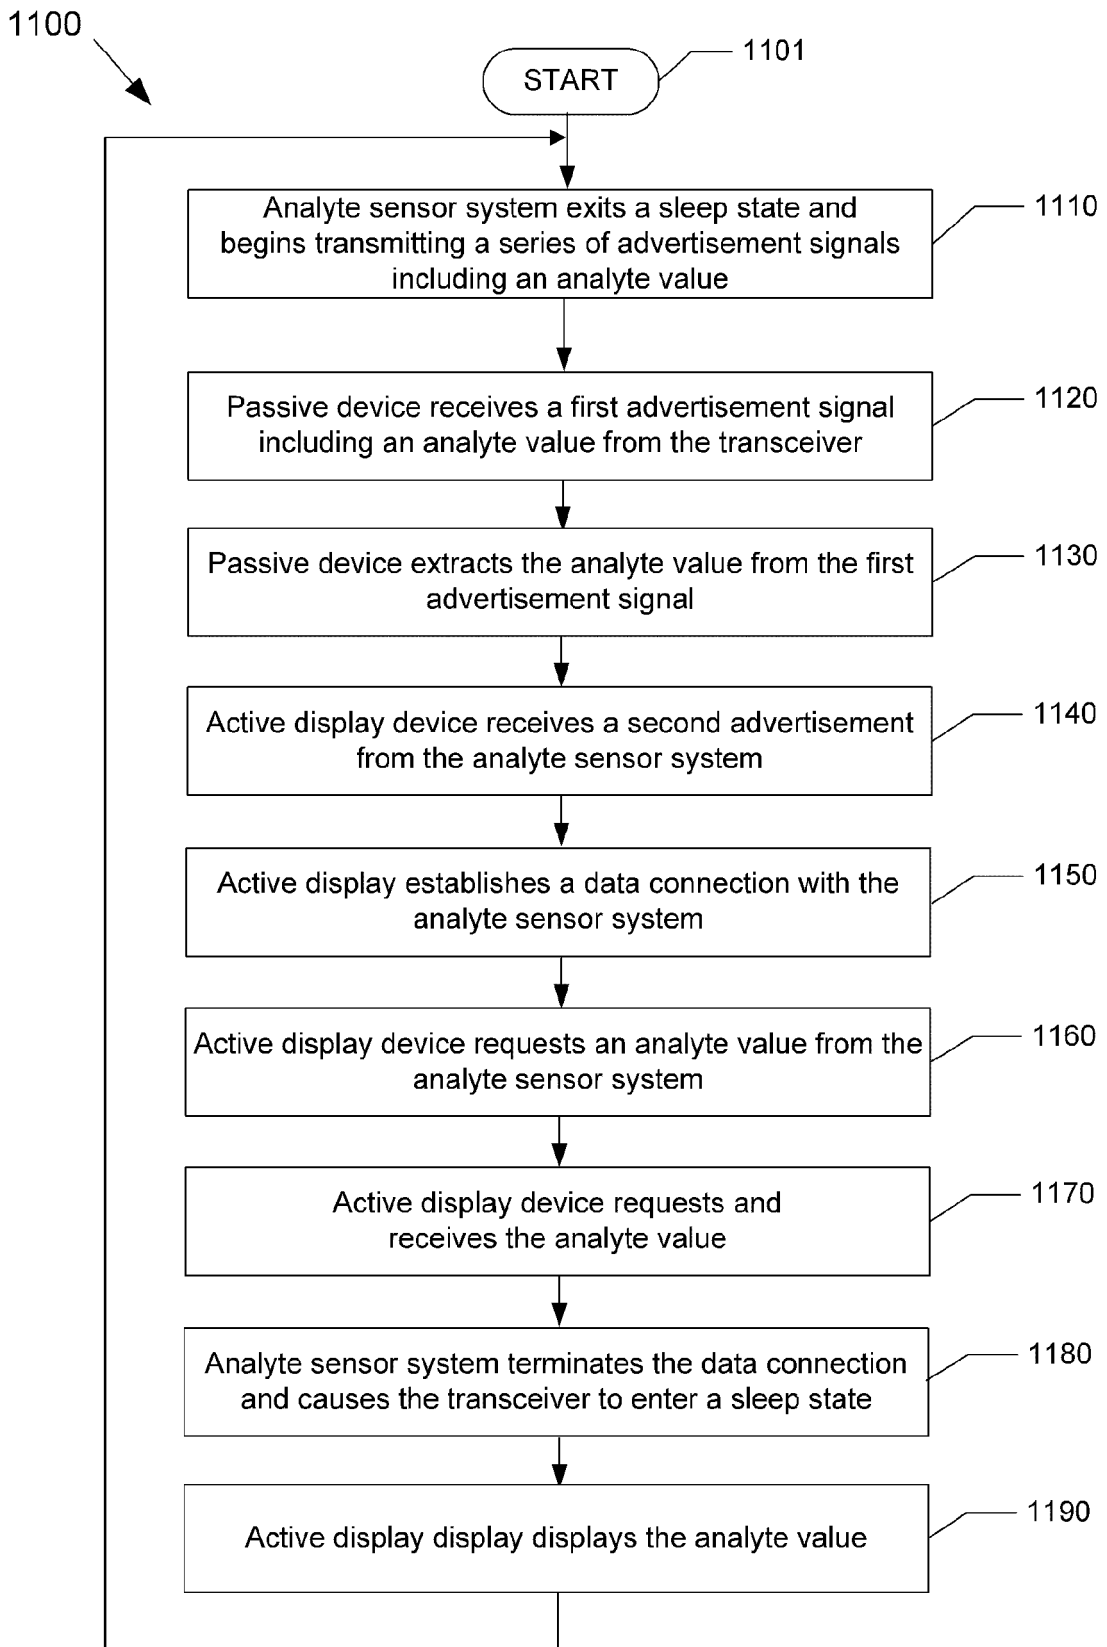 1100
START
1101
Analyte sensor system exits a sleep state and
begins transmitting a series of advertisement signals
including an analyte value
1110
Passive device receives a first advertisement signal
including an analyte value from the transceiver
1120
Passive device extracts the analyte value from the first
advertisement signal
1130
Active display device receives a second advertisement
from the analyte sensor system
1140
Active display establishes a data connection with the
analyte sensor system
1150
Active display device requests an analyte value from the
analyte sensor system
1160
Active display device requests and
receives the analyte value
1170
Analyte sensor system terminates the data connection
and causes the transceiver to enter a sleep state
1180
Active display display displays the analyte value
1190